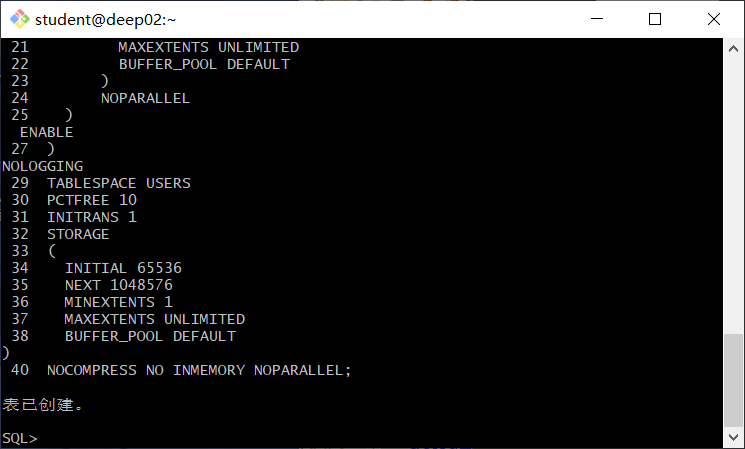 student@deep02:~
21          MAXEXTENTS UNLIMITED
22          BUFFER_POOL DEFAULT
23        )
24        NOPARALLEL
25    )
ENABLE
27  )
NOLOGGING
29  TABLESPACE USERS
30  PCTFREE 10
31  INITRANS 1
32  STORAGE
33  (
34    INITIAL 65536
35    NEXT 1048576
36    MINEXTENTS 1
37    MAXEXTENTS UNLIMITED
38    BUFFER_POOL DEFAULT
)
40  NOCOMPRESS NO INMEMORY NOPARALLEL;
表已创建。
SQL>